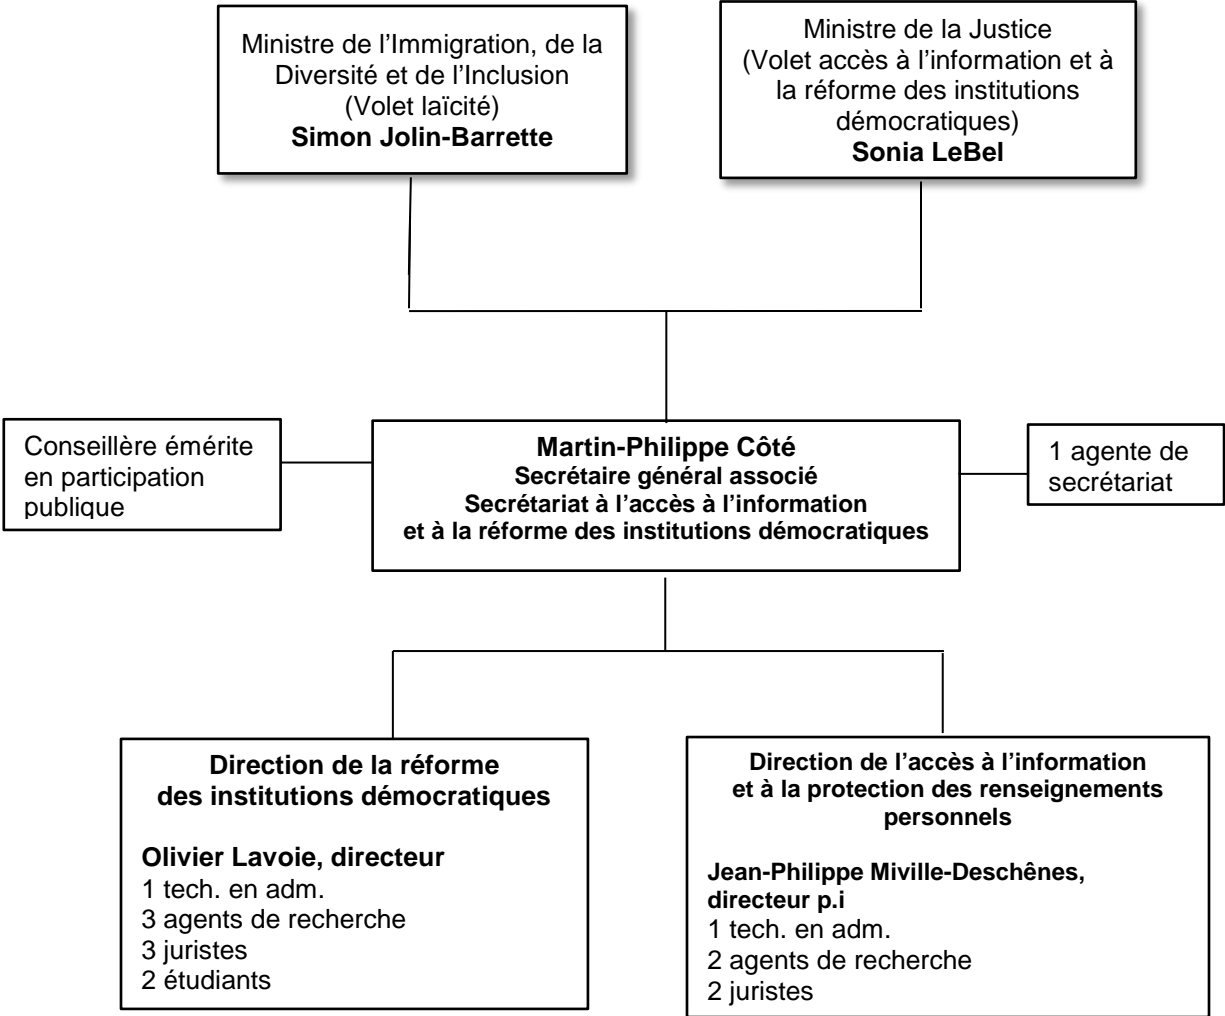 Ministre de l’Immigration, de la
Diversité et de l’Inclusion
(Volet laïcité)
Simon Jolin-Barrette
Ministre de la Justice
(Volet accès à l’information et à
la réforme des institutions
démocratiques)
Sonia LeBel
Conseillère émérite
en participation
publique
Martin-Philippe Côté
Secrétaire général associé
Secrétariat à l’accès à l’information
et à la réforme des institutions démocratiques
1 agente de
secrétariat
Direction de la réforme
des institutions démocratiques
Olivier Lavoie, directeur
1 tech. en adm.
3 agents de recherche
3 juristes
2 étudiants
Direction de l’accès à l’information
et à la protection des renseignements
personnels
Jean-Philippe Miville-Deschênes,
directeur p.i
1 tech. en adm.
2 agents de recherche
2 juristes